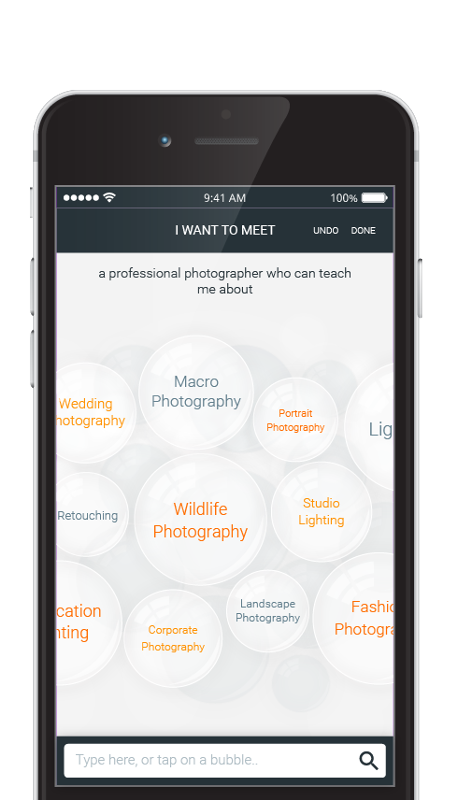 9:41 AM
100%
I WANT TO MEET
UNDO
DONE
a professional photographer who can teach
me about
Macro
Photography
Wedding
hotography
Portrait
Photography
Lig
Retouching
Wildlife
Photography
Studio
Lighting
cation
nting
Corporate
Photography
Landscape
Photography
Fashio
Photogra
Type here, or tap on a bubble..